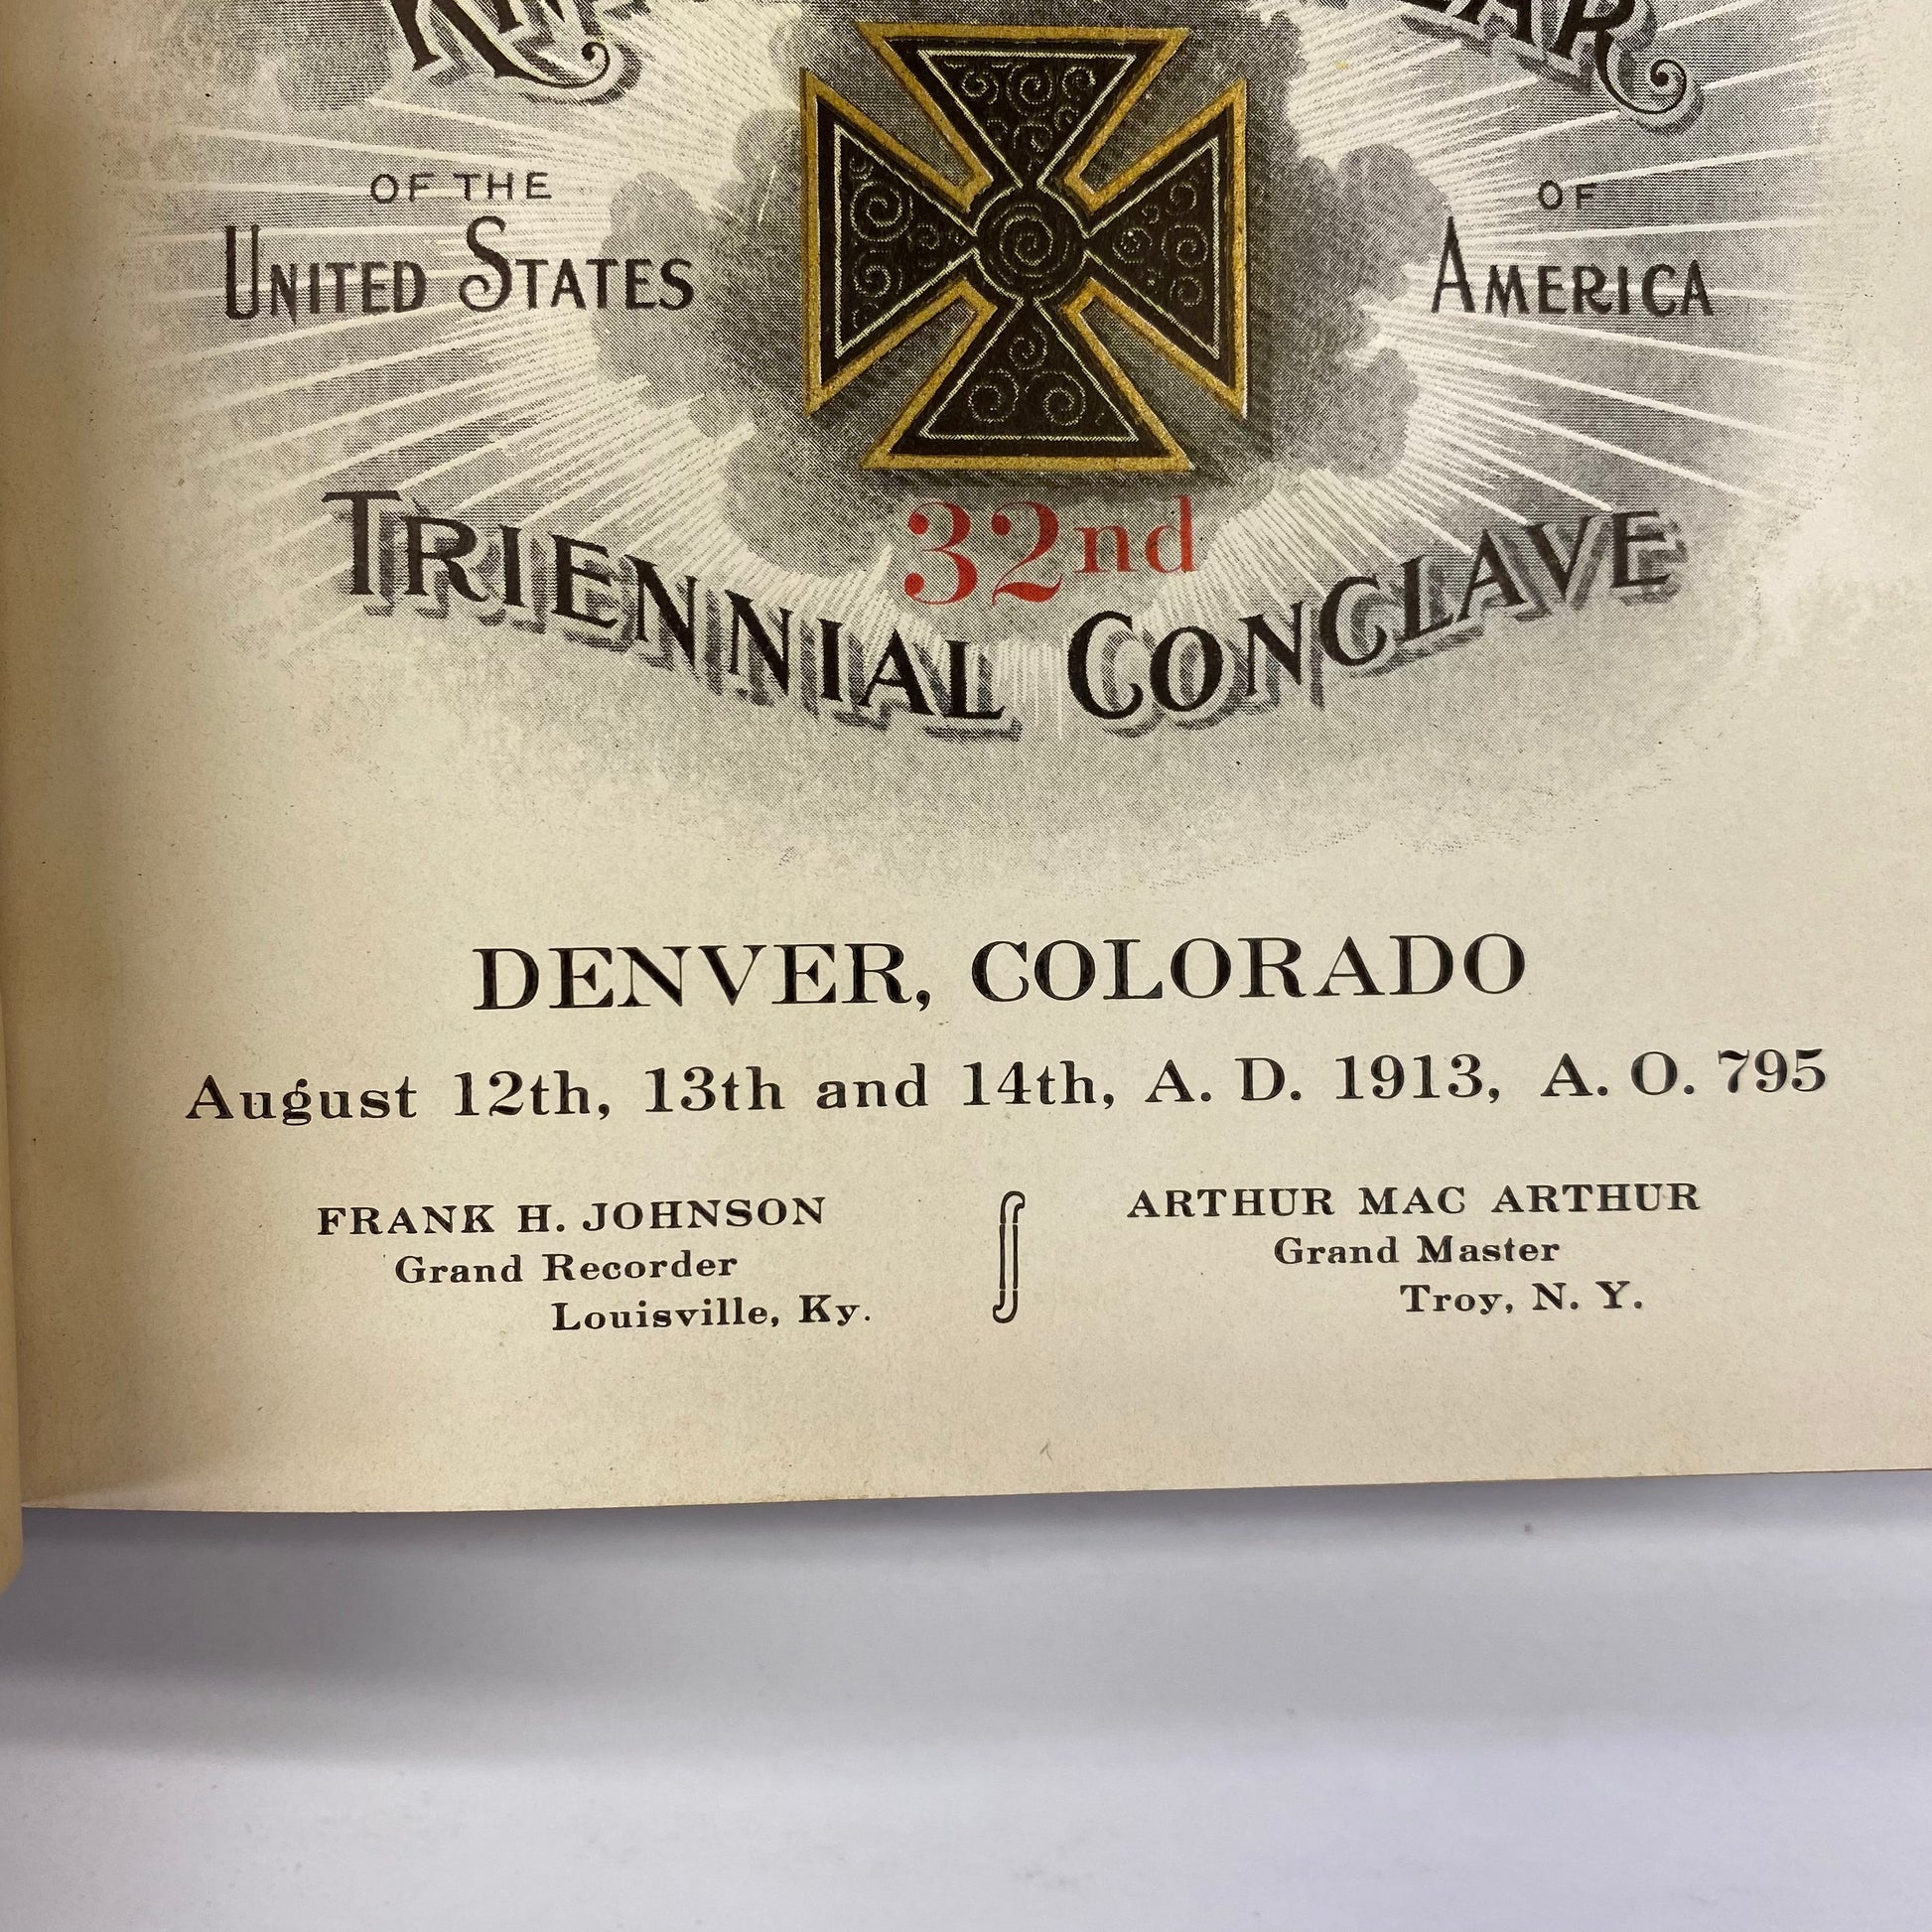 OF THE
UNITED STATES
OF
AMERICA
32nd
TRIENNIAL CONCLAVE
DENVER, COLORADO
August 12th, 13th and 14th, A. D. 1913, A. O. 795
FRANK H. JOHNSON
Grand Recorder
Louisville, Ky.
ARTHUR MAC ARTHUR
Grand Master
Troy, N. Y.